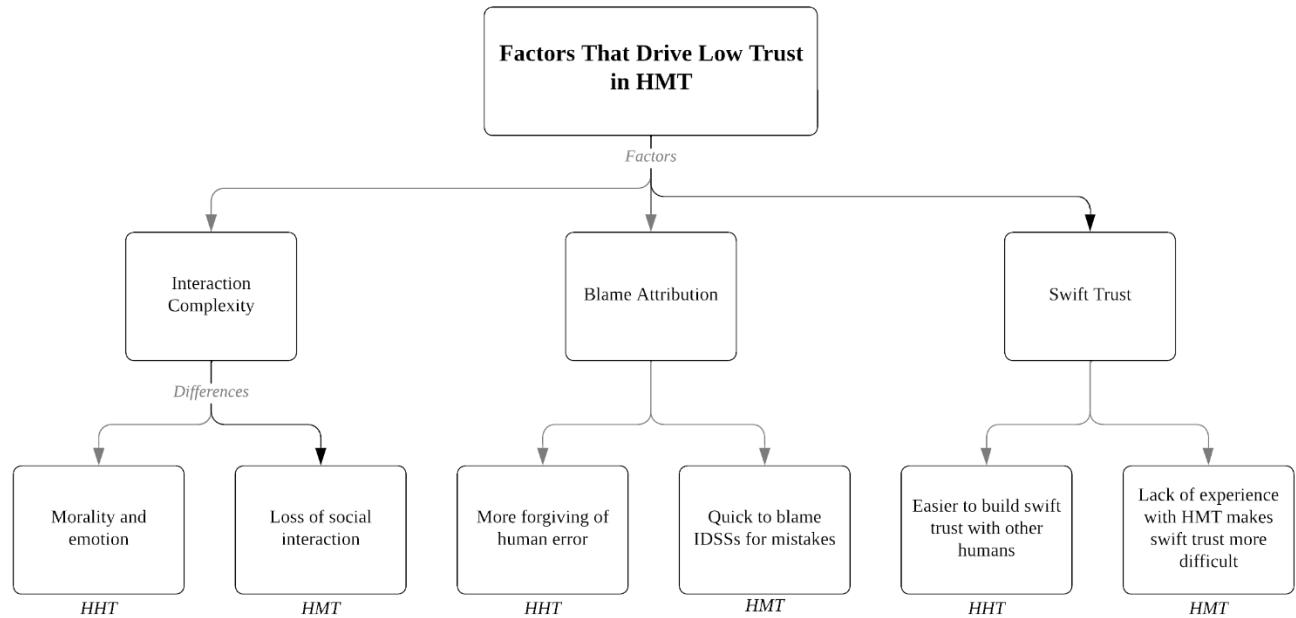 Factors That Drive Low Trust
in HMT
Factors
Interaction
Complexity
Blame Attribution
Swift Trust
Differences
Morality and
emotion
Loss of social
interaction
More forgiving of
human error
Quick to blame
IDSSs for mistakes
Easier to build swift
trust with other
humans
Lack of experience
with HMT makes
swift trust more
difficult
HHT
HMT
HHT
HMT
HHT
HMT